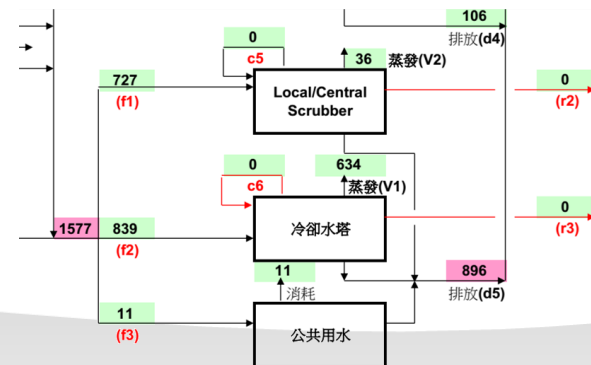 106
排放(d4)
0
c5
36
蒸發(V2)
727
(f1)
Local/Central
Scrubber
0
(r2)
0
c6
634
蒸發(V1)
0
(r3)
1577
839
(f2)
冷卻水塔
11
消耗
896
排放(d5)
11
(f3)
公共用水